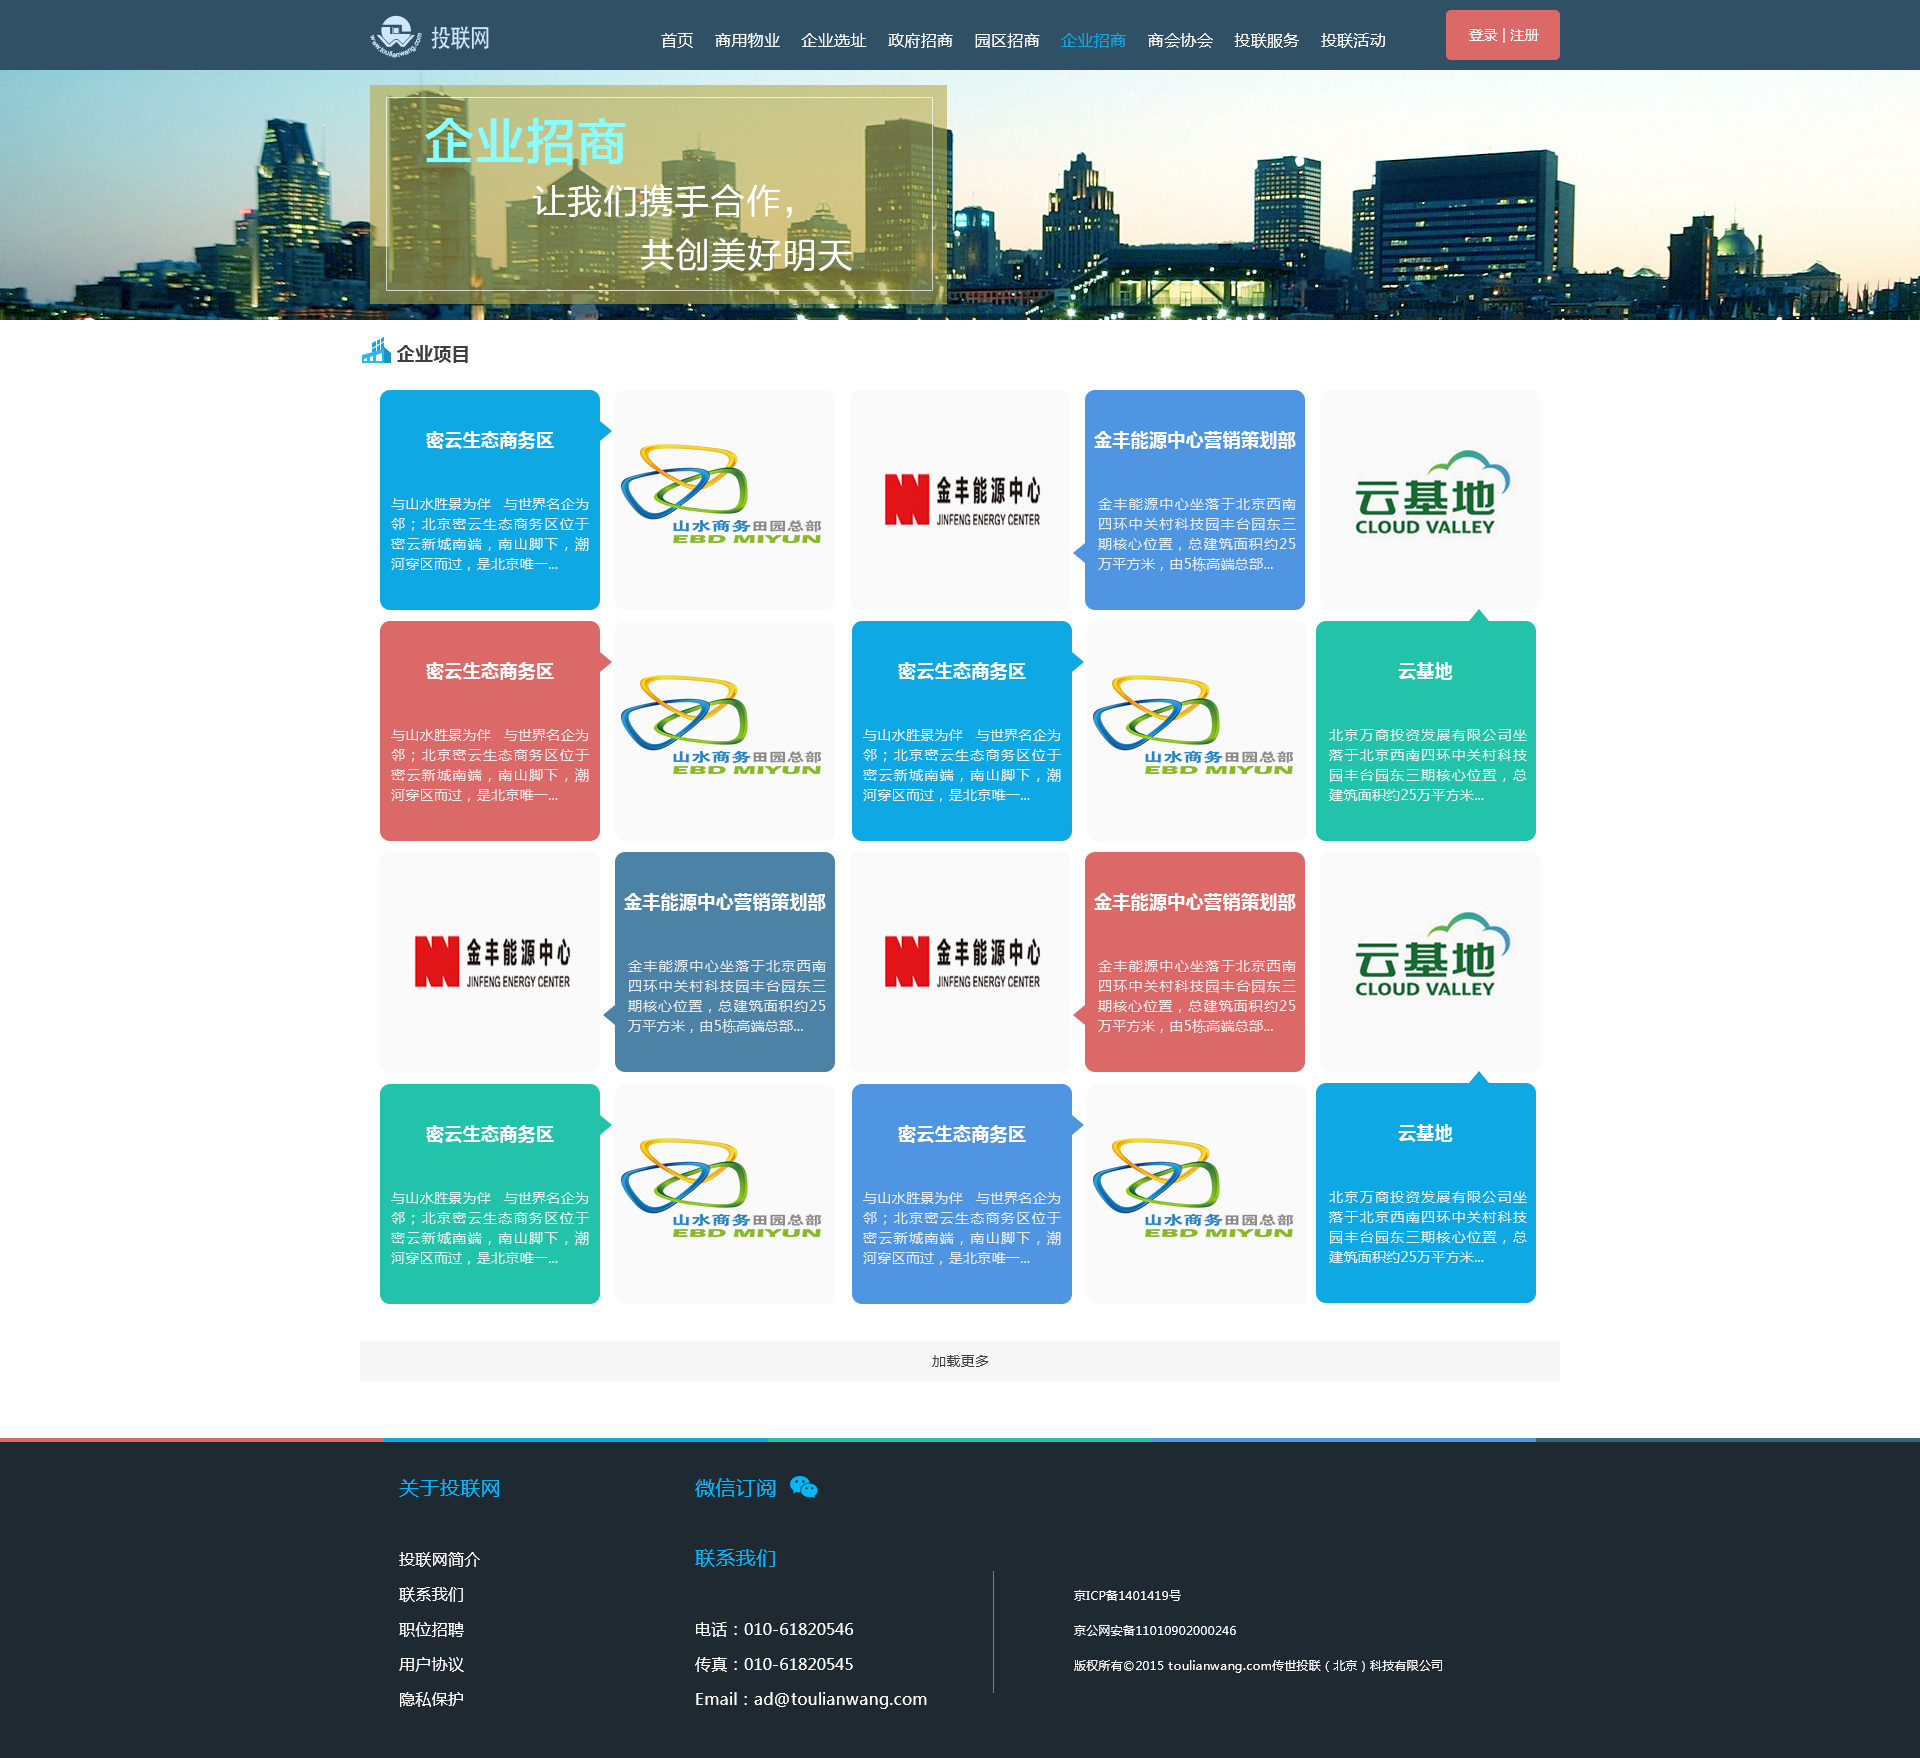 www.toulianwang.com
投联网
首页 商用物业 企业选址 政府招商 园区招商 企业招商 商会协会 投联服务 投联活动
登录 | 注册
企业招商
让我们携手合作，
共创美好明天
企业项目
密云生态商务区
与山水胜景为伴 与世界名企为
邻；北京密云生态商务区位于
密云新城南端，南山脚下，潮
河穿区而过，是北京唯一...
山水商务田园总部
EBD MIYUN
金丰能源中心
JINFENG ENERGY CENTER
金丰能源中心营销策划部
金丰能源中心坐落于北京西南
四环中关村科技园丰台园东三
期核心位置，总建筑面积约25
万平方米，由5栋高端总部...
云基地
CLOUD VALLEY
密云生态商务区
与山水胜景为伴 与世界名企为
邻；北京密云生态商务区位于
密云新城南端，南山脚下，潮
河穿区而过，是北京唯一...
山水商务田园总部
EBD MIYUN
密云生态商务区
与山水胜景为伴 与世界名企为
邻；北京密云生态商务区位于
密云新城南端，南山脚下，潮
河穿区而过，是北京唯一...
山水商务田园总部
EBD MIYUN
云基地
北京万商投资发展有限公司坐
落于北京西南四环中关村科技
园丰台园东三期核心位置，总
建筑面积约25万平方米...
金丰能源中心
JINFENG ENERGY CENTER
金丰能源中心营销策划部
金丰能源中心坐落于北京西南
四环中关村科技园丰台园东三
期核心位置，总建筑面积约25
万平方米，由5栋高端总部...
金丰能源中心
JINFENG ENERGY CENTER
金丰能源中心营销策划部
金丰能源中心坐落于北京西南
四环中关村科技园丰台园东三
期核心位置，总建筑面积约25
万平方米，由5栋高端总部...
云基地
CLOUD VALLEY
密云生态商务区
与山水胜景为伴 与世界名企为
邻；北京密云生态商务区位于
密云新城南端，南山脚下，潮
河穿区而过，是北京唯一...
山水商务田园总部
EBD MIYUN
密云生态商务区
与山水胜景为伴 与世界名企为
邻；北京密云生态商务区位于
密云新城南端，南山脚下，潮
河穿区而过，是北京唯一...
山水商务田园总部
EBD MIYUN
云基地
北京万商投资发展有限公司坐
落于北京西南四环中关村科技
园丰台园东三期核心位置，总
建筑面积约25万平方米...
加载更多
关于投联网
投联网简介
联系我们
职位招聘
用户协议
隐私保护
微信订阅
联系我们
电话：010-61820546
传真：010-61820545
Email：ad@toulianwang.com
京ICP备1401419号
京公网安备11010902000246
版权所有©2015 toulianwang.com传世投联（北京）科技有限公司